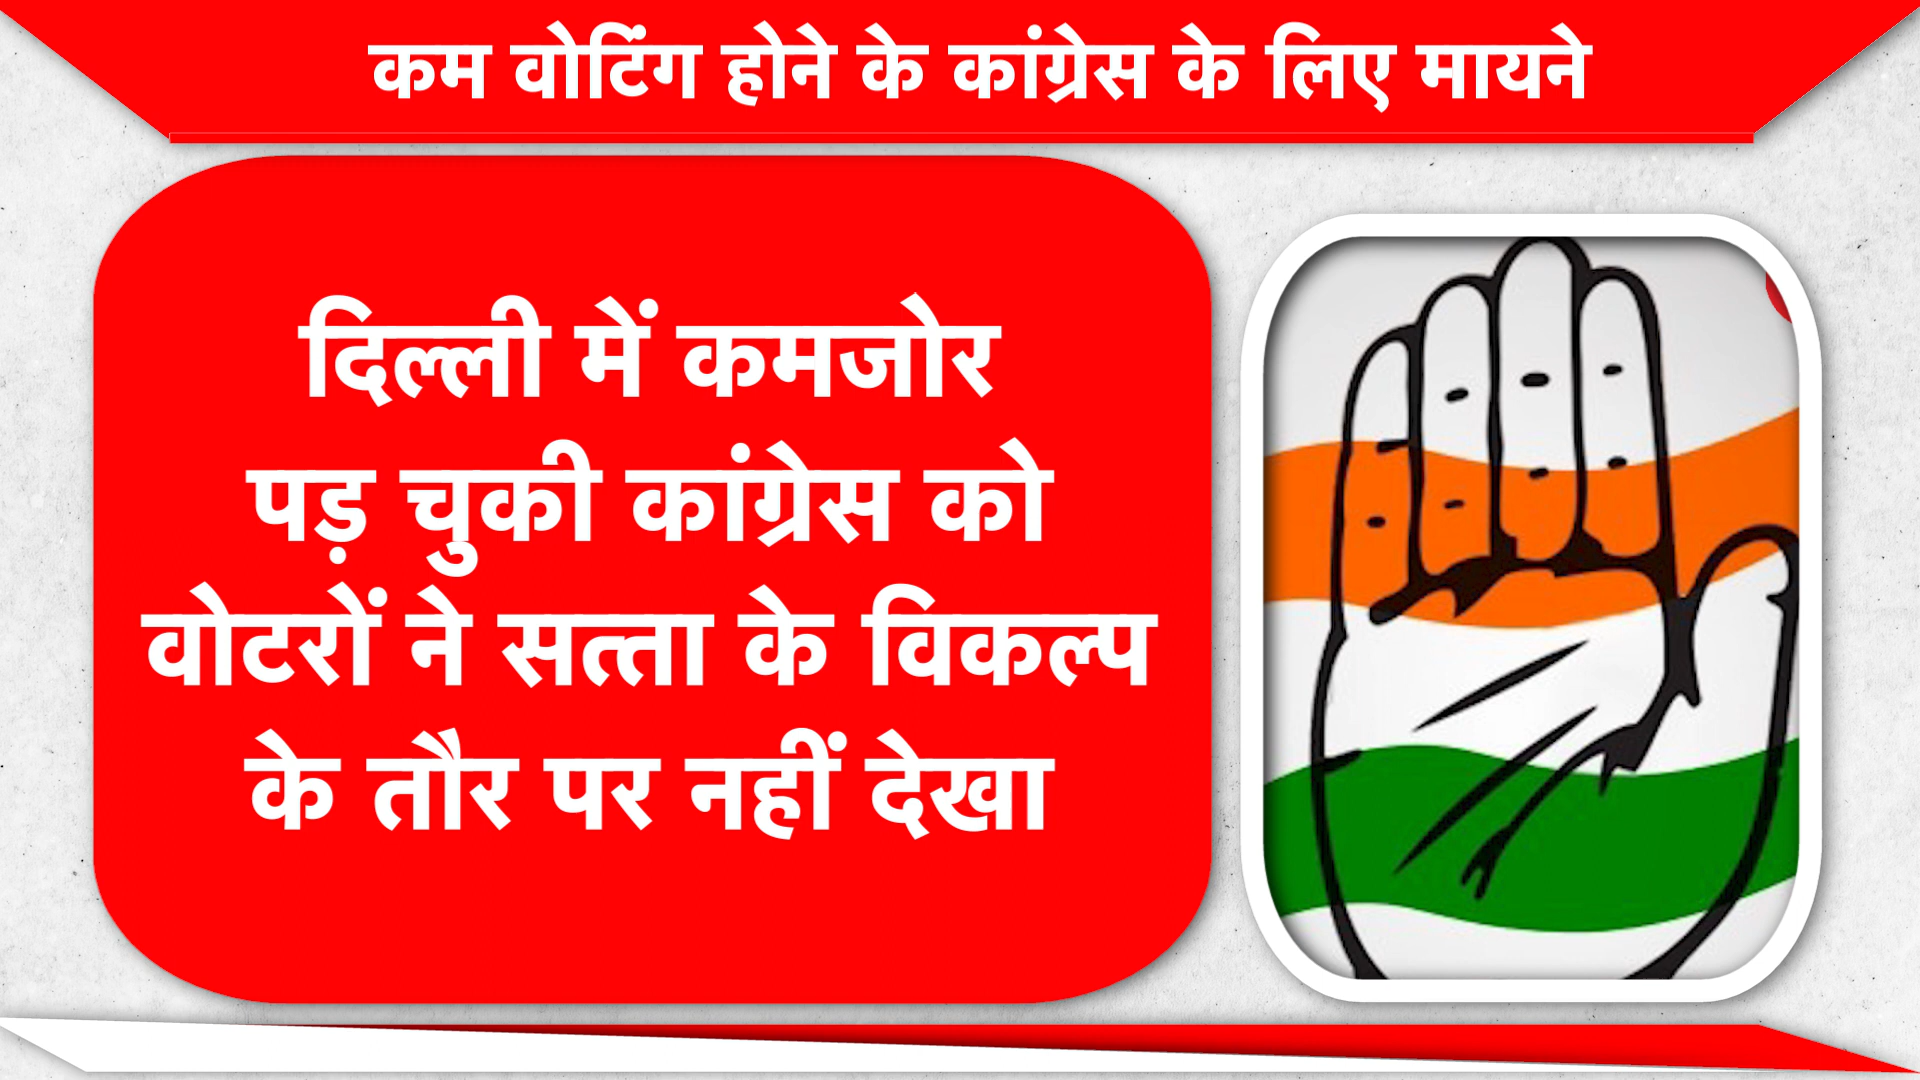 कम वोटिंग होने के कांग्रेस के लिए मायने
दिल्ली में कमजोर
पड़ चुकी कांग्रेस को
वोटरों ने सत्ता के विकल्प
के तौर पर नहीं देखा